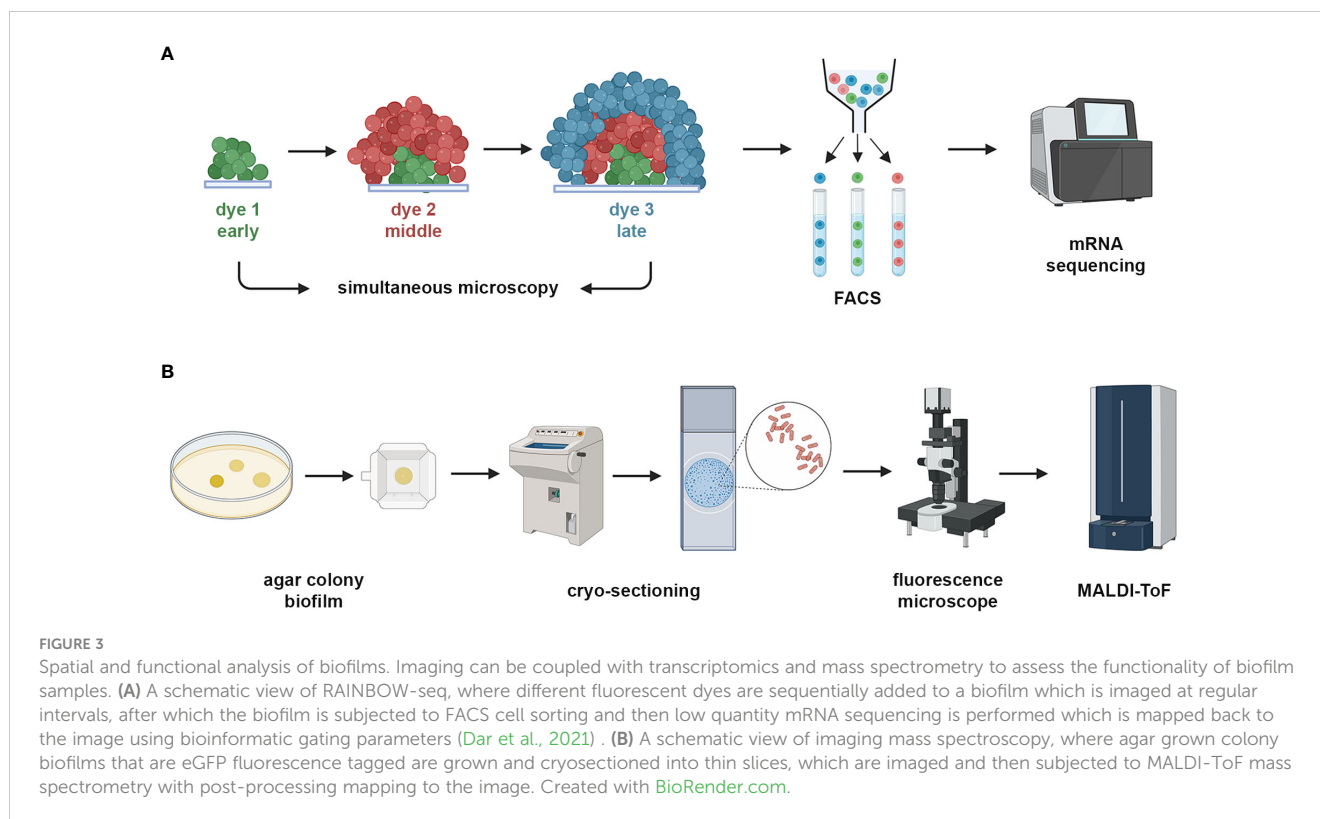 A
dye 1
early
dye 2
middle
dye 3
late
simultaneous microscopy
FACS
mRNA
sequencing
B
agar colony
biofilm
cryo-sectioning
fluorescence
microscope
MALDI-ToF
FIGURE 3
Spatial and functional analysis of biofilms. Imaging can be coupled with transcriptomics and mass spectrometry to assess the functionality of biofilm
samples. (A) A schematic view of RAINBOW-seq, where different fluorescent dyes are sequentially added to a biofilm which is imaged at regular
intervals, after which the biofilm is subjected to FACS cell sorting and then low quantity mRNA sequencing is performed which is mapped back to
the image using bioinformatic gating parameters (Dar et al., 2021) . (B) A schematic view of imaging mass spectroscopy, where agar grown colony
biofilms that are eGFP fluorescence tagged are grown and cryosectioned into thin slices, which are imaged and then subjected to MALDI-ToF mass
spectrometry with post-processing mapping to the image. Created with BioRender.com.